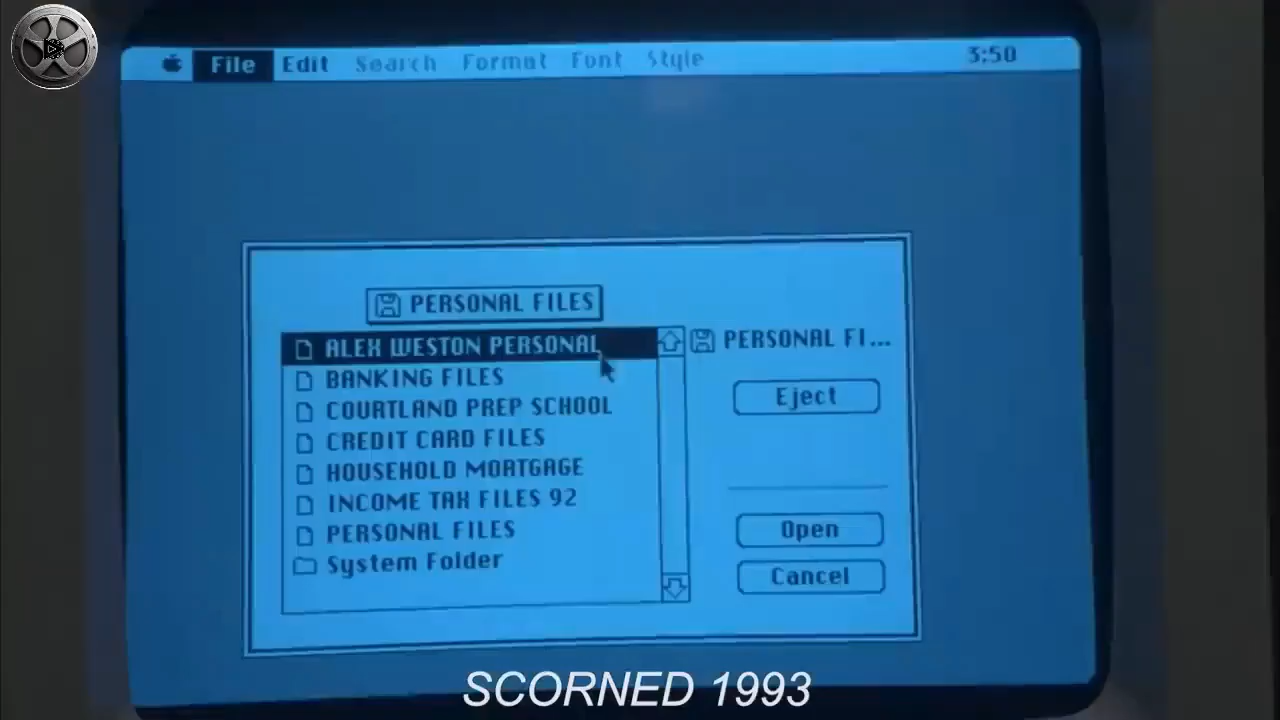 File Edit Search Format Font Style 3:50
PERSONAL FILES
ALEX WESTON PERSONAL
PERSONAL FI...
BANKING FILES
Eject
COURTLAND PREP SCHOOL
CREDIT CARD FILES
HOUSEHOLD MORTGAGE
INCOME TAX FILES 92
PERSONAL FILES
Open
System Folder
Cancel
SCORNED 1993